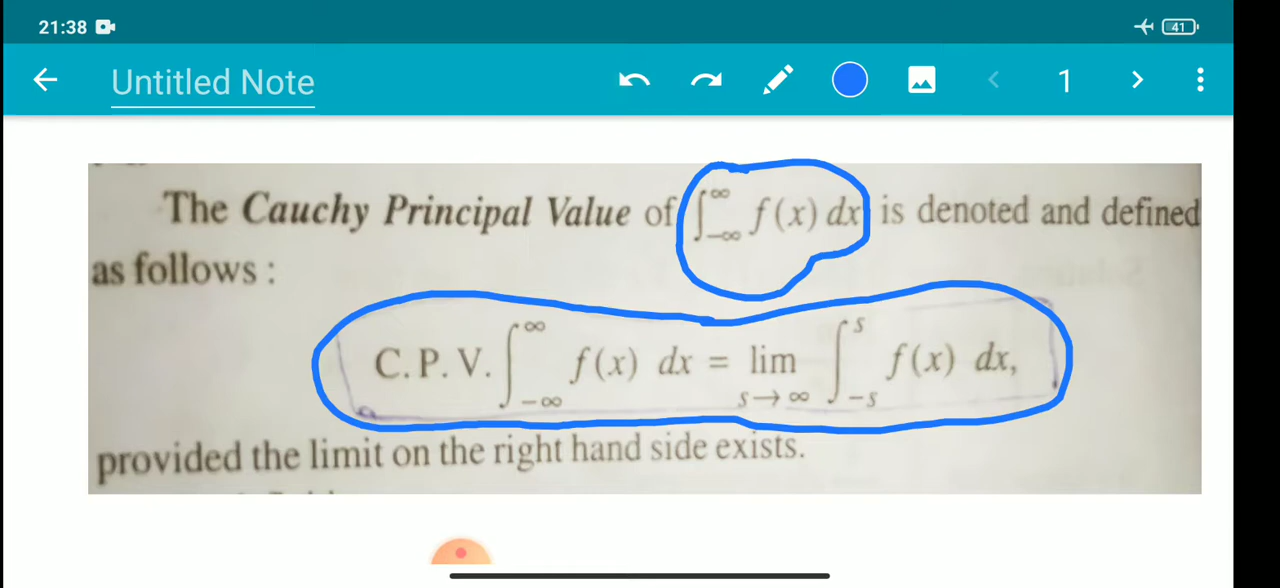 21:38 41
Untitled Note 1
The Cauchy Principal Value of ∫_{-∞}^{∞} f(x) dx is denoted and defined
as follows :
C.P.V. ∫_{-∞}^{∞} f(x) dx = lim_{s→∞} ∫_{-s}^{s} f(x) dx,
provided the limit on the right hand side exists.